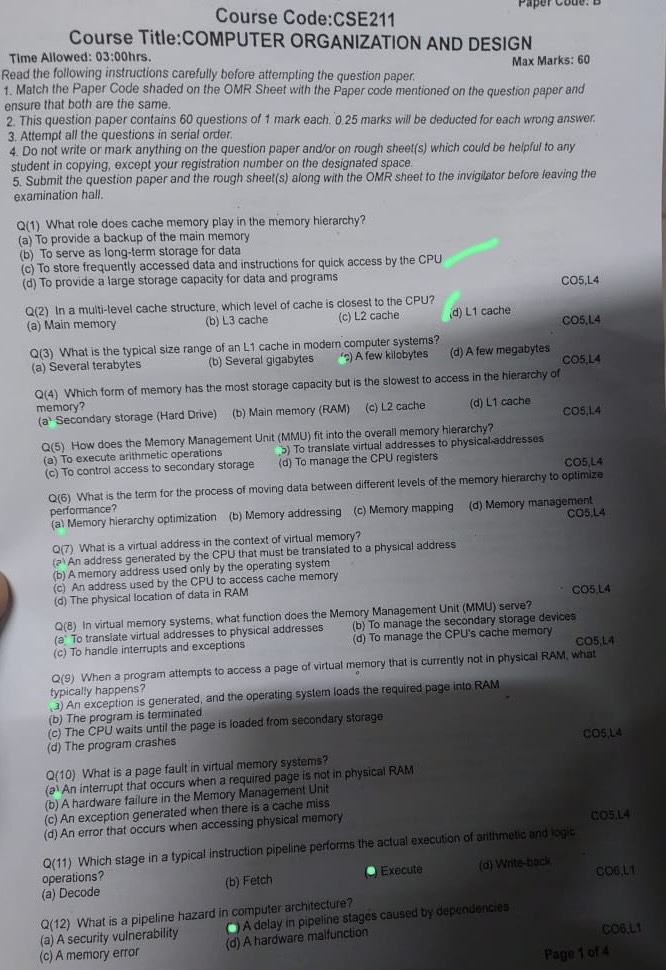 Paper Code: B
Course Code:CSE211
Course Title:COMPUTER ORGANIZATION AND DESIGN
Time Allowed: 03:00hrs.
Max Marks: 60
Read the following instructions carefully before attempting the question paper.
1. Match the Paper Code shaded on the OMR Sheet with the Paper code mentioned on the question paper and
ensure that both are the same.
2. This question paper contains 60 questions of 1 mark each. 0.25 marks will be deducted for each wrong answer.
3. Attempt all the questions in serial order.
4. Do not write or mark anything on the question paper and/or on rough sheet(s) which could be helpful to any
student in copying, except your registration number on the designated space.
5. Submit the question paper and the rough sheet(s) along with the OMR sheet to the invigilator before leaving the
examination hall.
Q(1) What role does cache memory play in the memory hierarchy?
(a) To provide a backup of the main memory
(b) To serve as long-term storage for data
(c) To store frequently accessed data and instructions for quick access by the CPU
(d) To provide a large storage capacity for data and programs
CO5,L4
Q(2) In a multi-level cache structure, which level of cache is closest to the CPU?
(a) Main memory (b) L3 cache (c) L2 cache (d) L1 cache
CO5,L4
Q(3) What is the typical size range of an L1 cache in modern computer systems?
(a) Several terabytes (b) Several gigabytes (c) A few kilobytes (d) A few megabytes
CO5,L4
Q(4) Which form of memory has the most storage capacity but is the slowest to access in the hierarchy of
memory?
(a) Secondary storage (Hard Drive) (b) Main memory (RAM) (c) L2 cache (d) L1 cache
CO5,L4
Q(5) How does the Memory Management Unit (MMU) fit into the overall memory hierarchy?
(a) To execute arithmetic operations (b) To translate virtual addresses to physical addresses
(c) To control access to secondary storage (d) To manage the CPU registers
CO5,L4
Q(6) What is the term for the process of moving data between different levels of the memory hierarchy to optimize
performance?
(a) Memory hierarchy optimization (b) Memory addressing (c) Memory mapping (d) Memory management
CO5,L4
Q(7) What is a virtual address in the context of virtual memory?
(a) An address generated by the CPU that must be translated to a physical address
(b) A memory address used only by the operating system
(c) An address used by the CPU to access cache memory
(d) The physical location of data in RAM
CO5,L4
Q(8) In virtual memory systems, what function does the Memory Management Unit (MMU) serve?
(a) To translate virtual addresses to physical addresses (b) To manage the secondary storage devices
(c) To handle interrupts and exceptions (d) To manage the CPU's cache memory
CO5,L4
Q(9) When a program attempts to access a page of virtual memory that is currently not in physical RAM, what
typically happens?
(a) An exception is generated, and the operating system loads the required page into RAM
(b) The program is terminated
(c) The CPU waits until the page is loaded from secondary storage
(d) The program crashes
CO5,L4
Q(10) What is a page fault in virtual memory systems?
(a) An interrupt that occurs when a required page is not in physical RAM
(b) A hardware failure in the Memory Management Unit
(c) An exception generated when there is a cache miss
(d) An error that occurs when accessing physical memory
CO5,L4
Q(11) Which stage in a typical instruction pipeline performs the actual execution of arithmetic and logic
operations?
(a) Decode (b) Fetch ) Execute (d) Write-back
CO6,L1
Q(12) What is a pipeline hazard in computer architecture?
(a) A security vulnerability ) A delay in pipeline stages caused by dependencies
(c) A memory error (d) A hardware malfunction
CO6,L1
Page 1 of 4